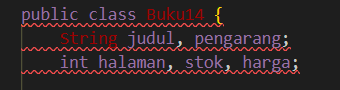 public class Buku14 {
String judul, pengarang;
int halaman, stok, harga;